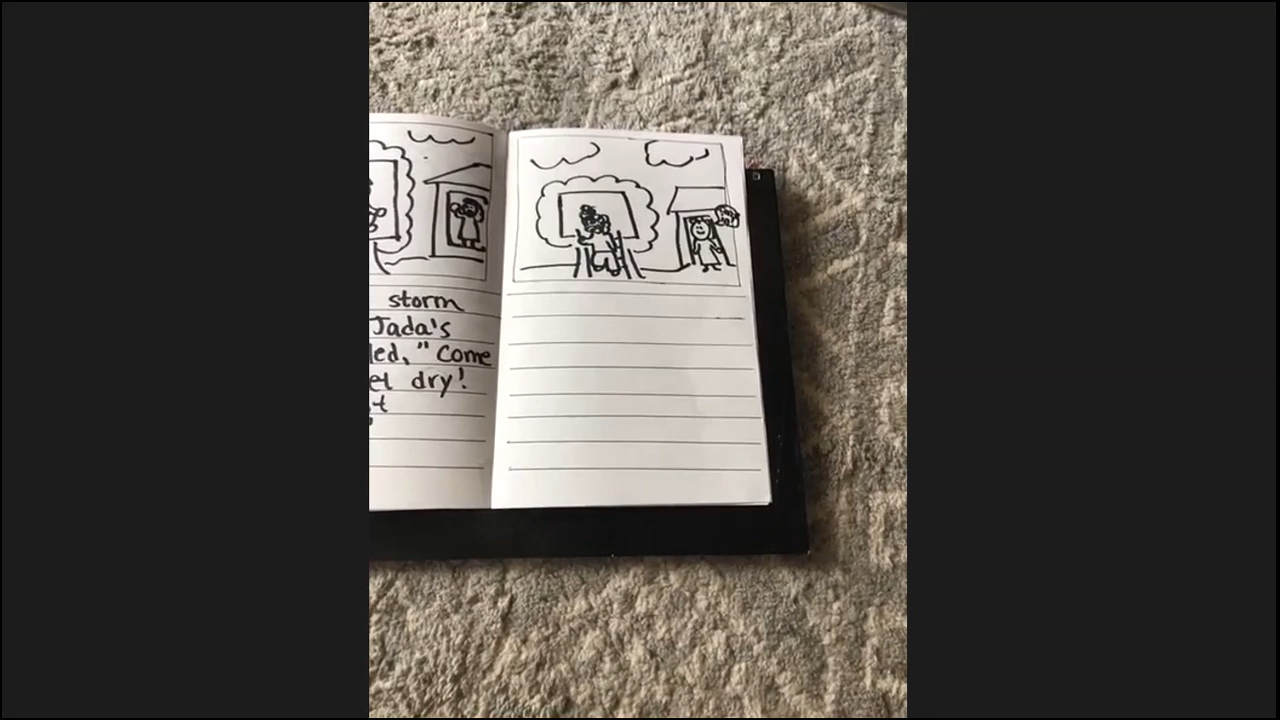 storm
Jada's
led, "Come
et dry!